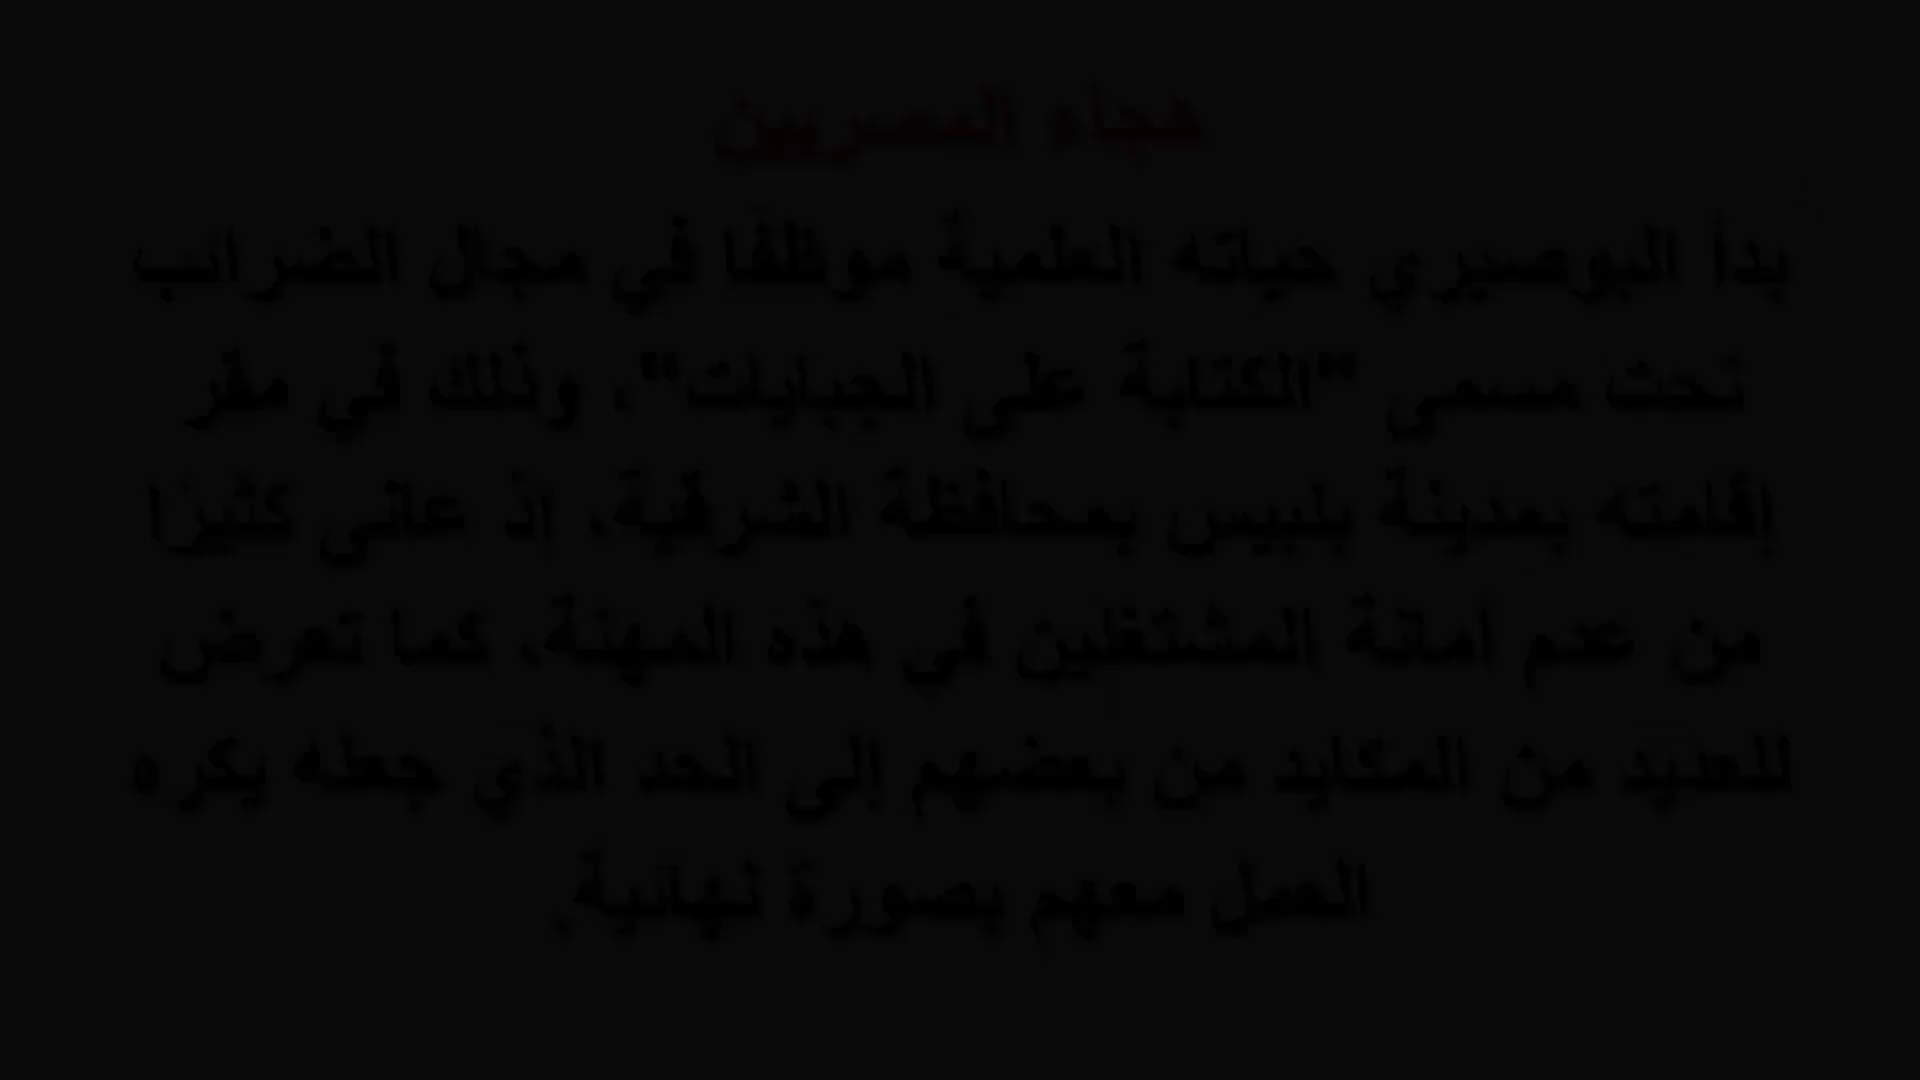 هجاء المصريين
بدأ البوصيري حياته العلمية موظفًا في مجال الضرائب
تحت مسمى "الكتابة على الجبايات"، وذلك في مقر
إقامته بمدينة بلبيس بمحافظة الشرقية، إذ عانى كثيرًا
من عدم أمانة المشتغلين في هذه المهنة، كما تعرض
للعديد من المكايد من بعضهم إلى الحد الذي جعله يكره
العمل معهم بصورة نهائية.